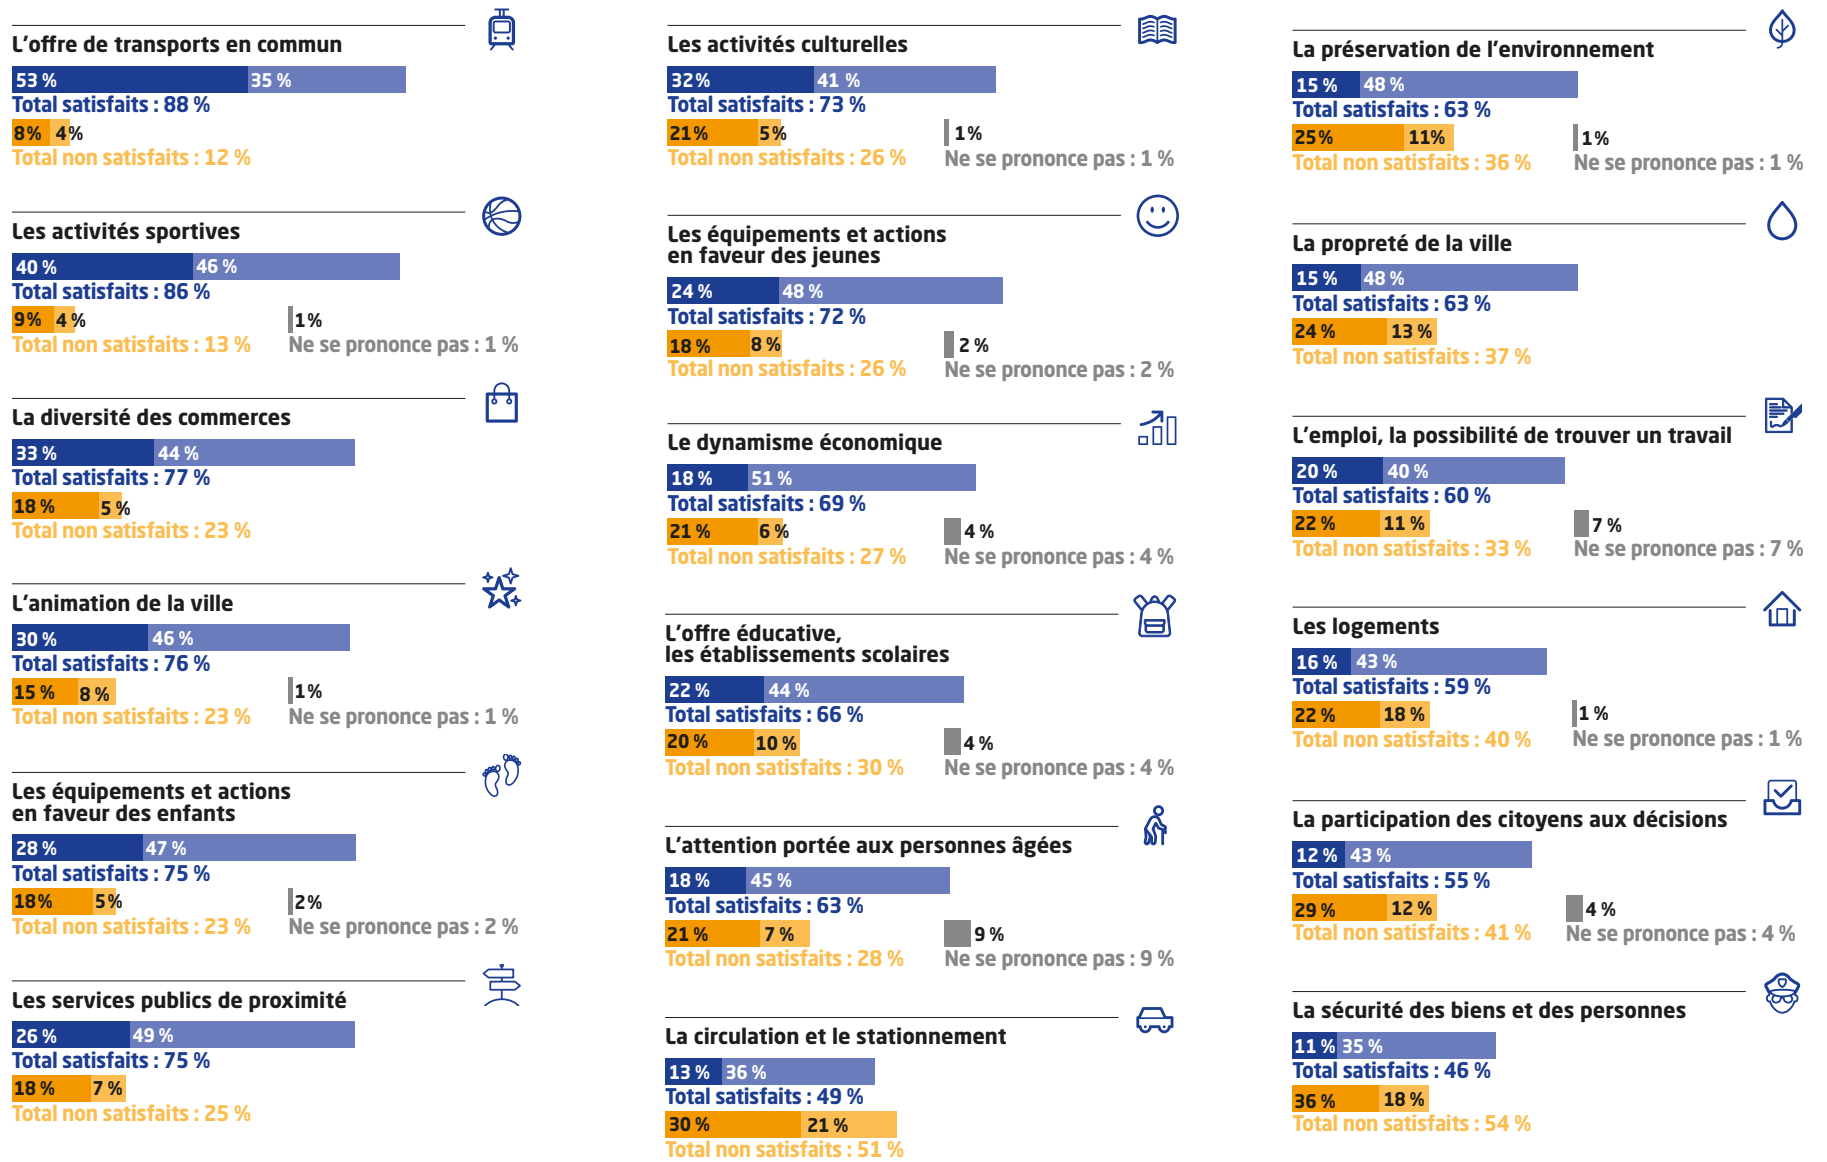 L'offre de transports en commun
53 % 35 %
Total satisfaits : 88 %
8% 4%
Total non satisfaits : 12 %
Les activités sportives
40 % 46 %
Total satisfaits : 86 %
9% 4 % 1%
Total non satisfaits : 13 % Ne se prononce pas : 1 %
La diversité des commerces
33 % 44 %
Total satisfaits : 77 %
18 % 5 %
Total non satisfaits : 23 %
L'animation de la ville
30 % 46 %
Total satisfaits : 76 %
15 % 8 % 1%
Total non satisfaits : 23 % Ne se prononce pas : 1 %
Les équipements et actions
en faveur des enfants
28 % 47 %
Total satisfaits : 75 %
18% 5% 2%
Total non satisfaits : 23 % Ne se prononce pas : 2 %
Les services publics de proximité
26 % 49 %
Total satisfaits : 75 %
18 % 7 %
Total non satisfaits : 25 %
Les activités culturelles
32% 41 %
Total satisfaits : 73 %
21% 5% 1%
Total non satisfaits : 26 % Ne se prononce pas : 1 %
Les équipements et actions
en faveur des jeunes
24 % 48 %
Total satisfaits : 72 %
18 % 8 % 2 %
Total non satisfaits : 26 % Ne se prononce pas : 2 %
Le dynamisme économique
18 % 51 %
Total satisfaits : 69 %
21 % 6 % 4 %
Total non satisfaits : 27 % Ne se prononce pas : 4 %
L'offre éducative,
les établissements scolaires
22 % 44 %
Total satisfaits : 66 %
20 % 10 % 4 %
Total non satisfaits : 30 % Ne se prononce pas : 4 %
L'attention portée aux personnes âgées
18 % 45 %
Total satisfaits : 63 %
21 % 7 % 9 %
Total non satisfaits : 28 % Ne se prononce pas : 9 %
La circulation et le stationnement
13 % 36 %
Total satisfaits : 49 %
30 % 21 %
Total non satisfaits : 51 %
La préservation de l'environnement
15 % 48 %
Total satisfaits : 63 %
25% 11% 1%
Total non satisfaits : 36 % Ne se prononce pas : 1 %
La propreté de la ville
15 % 48 %
Total satisfaits : 63 %
24 % 13 %
Total non satisfaits : 37 %
L'emploi, la possibilité de trouver un travail
20 % 40 %
Total satisfaits : 60 %
22 % 11 % 7 %
Total non satisfaits : 33 % Ne se prononce pas : 7 %
Les logements
16 % 43 %
Total satisfaits : 59 %
22 % 18 % 1 %
Total non satisfaits : 40 % Ne se prononce pas : 1 %
La participation des citoyens aux décisions
12 % 43 %
Total satisfaits : 55 %
29 % 12 % 4 %
Total non satisfaits : 41 % Ne se prononce pas : 4 %
La sécurité des biens et des personnes
11 % 35 %
Total satisfaits : 46 %
36 % 18 %
Total non satisfaits : 54 %